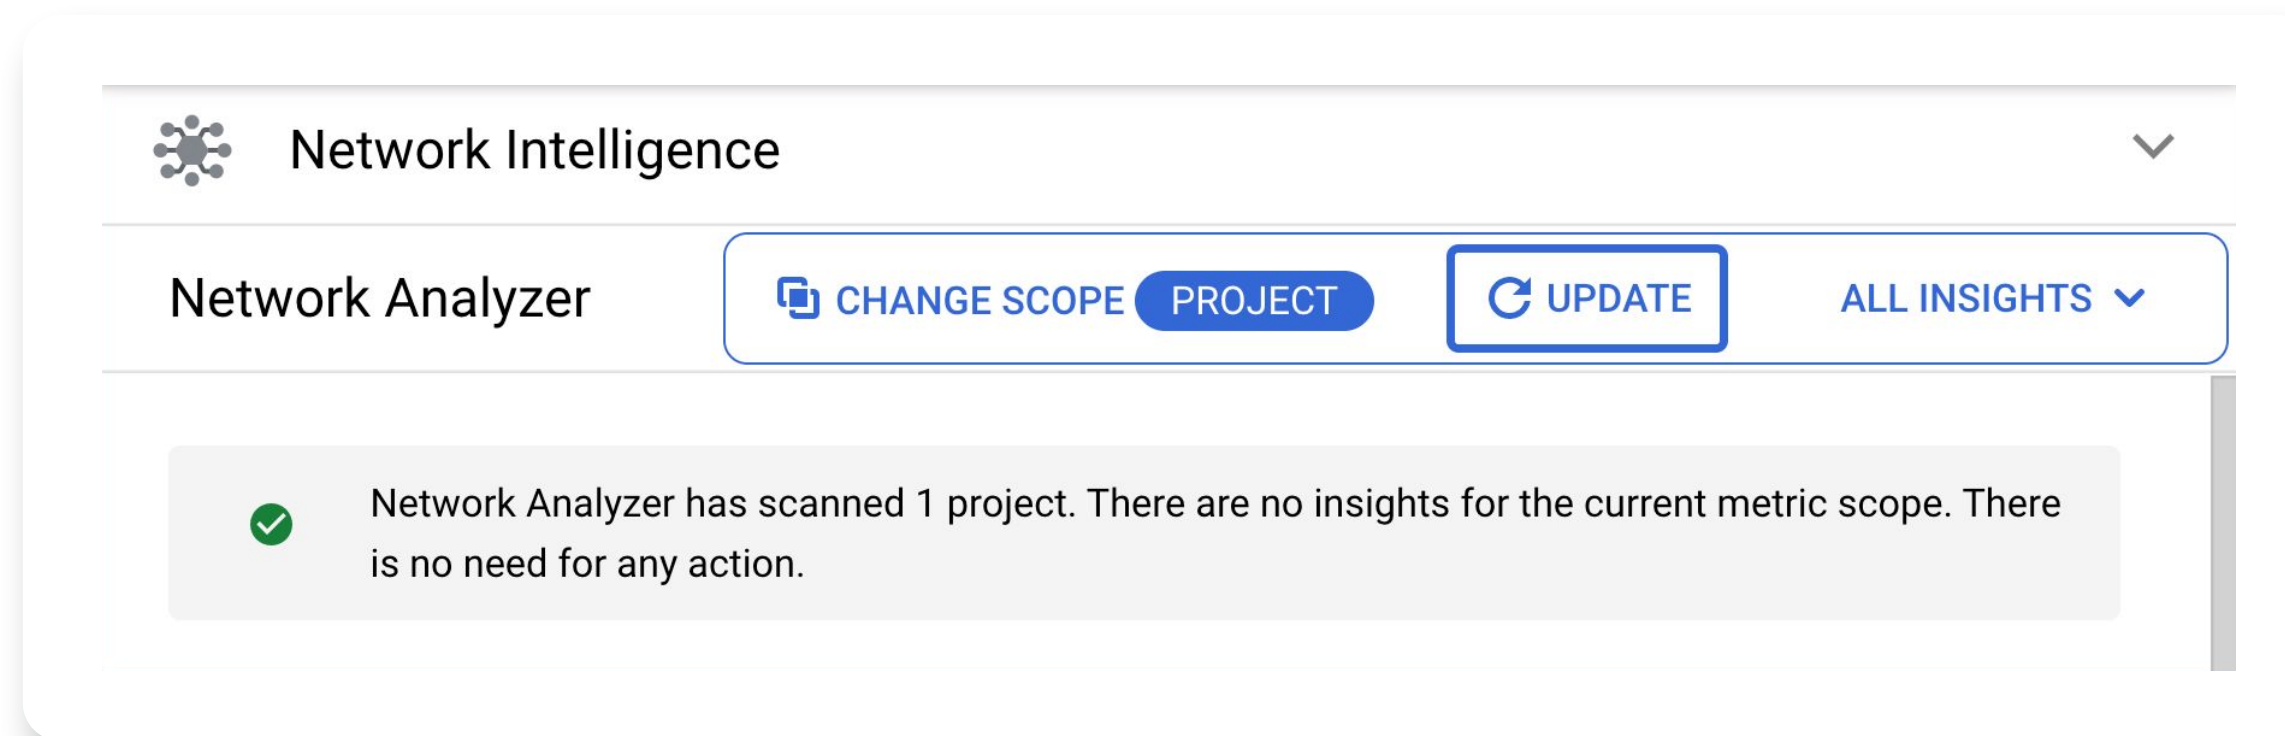 Network Intelligence
Network Analyzer
CHANGE SCOPE PROJECT
UPDATE
ALL INSIGHTS
Network Analyzer has scanned 1 project. There are no insights for the current metric scope. There
is no need for any action.